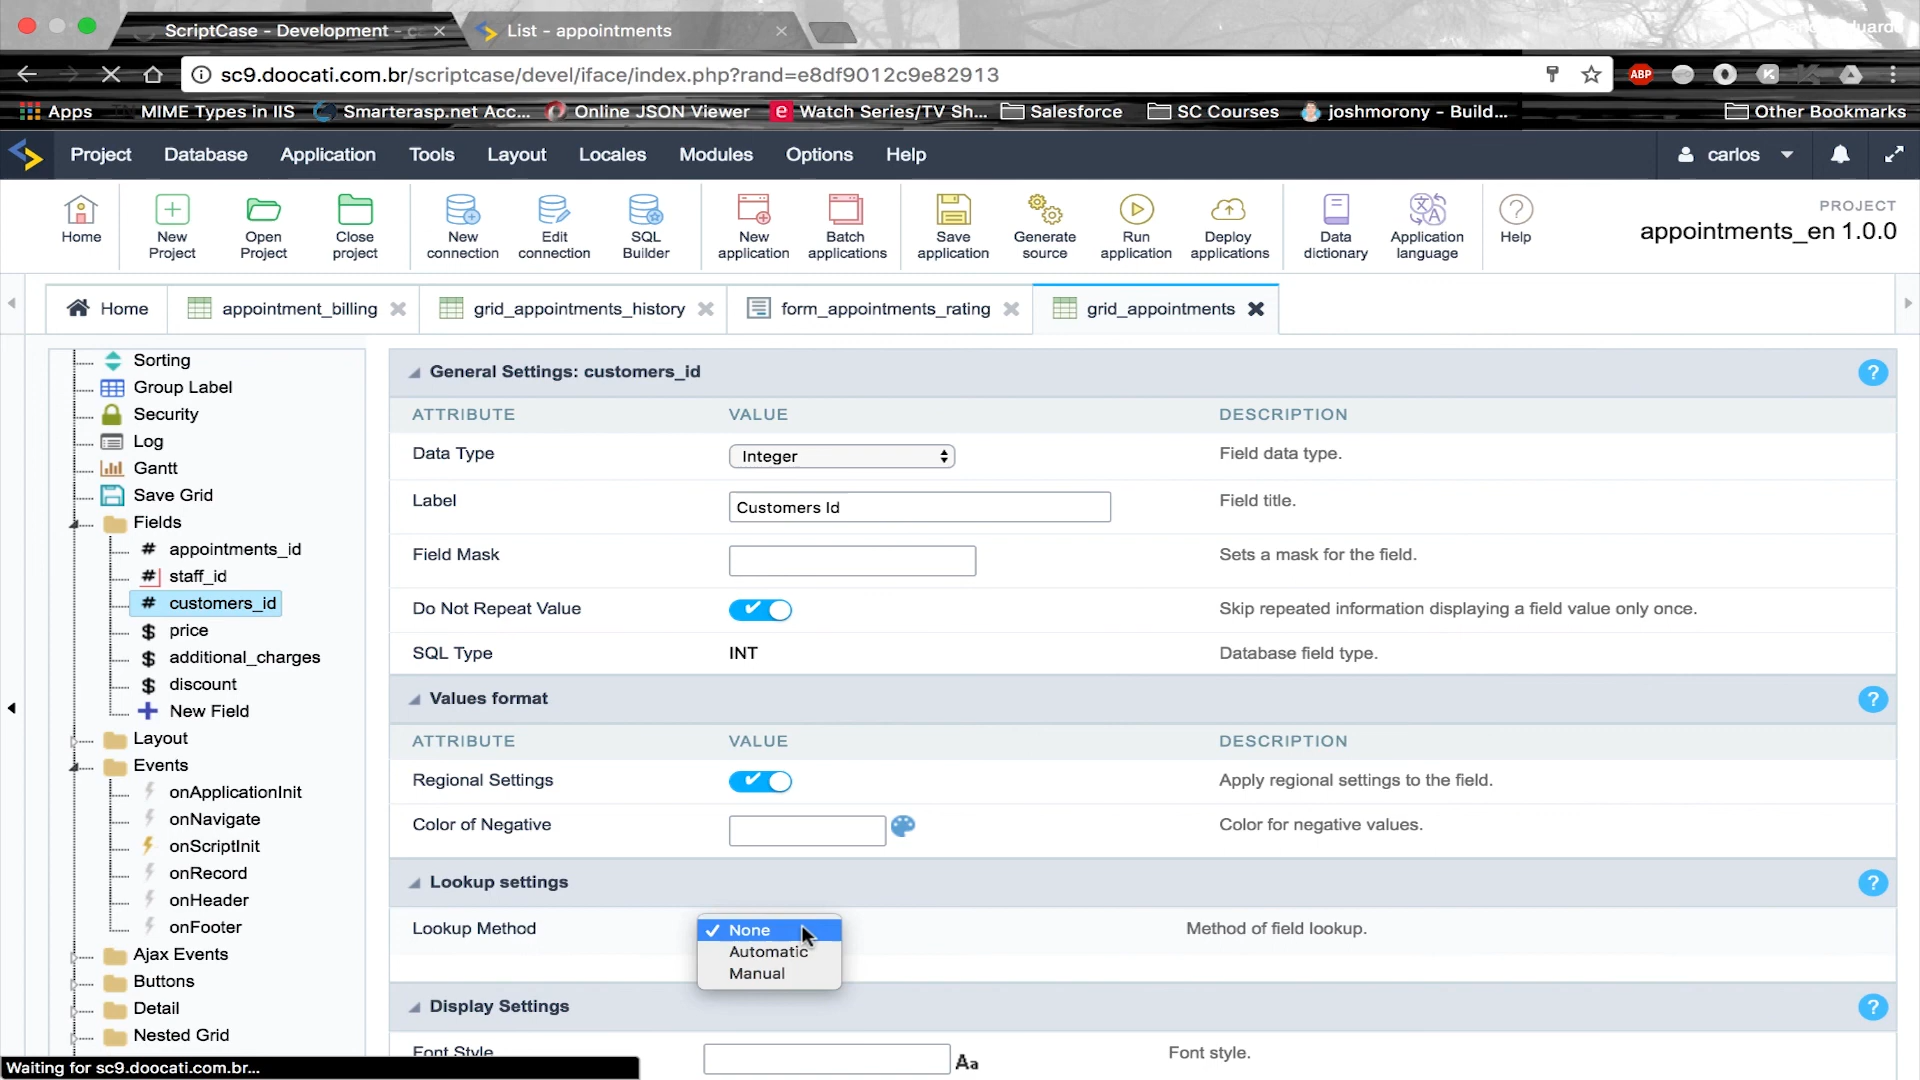 ScriptCase - Development - c
List - appointments
sc9.doocati.com.br/scriptcase/devel/iface/index.php?rand=e8df9012c9e82913
ABP
Apps
MIME Types in IIS
Smarterasp.net Acc...
Online JSON Viewer
Watch Series/TV Sh...
Salesforce
SC Courses
joshmorony - Build...
Other Bookmarks
Project
Database
Application
Tools
Layout
Locales
Modules
Options
Help
carlos
Home
New Project
Open Project
Close project
New connection
Edit connection
SQL Builder
New application
Batch applications
Save application
Generate source
Run application
Deploy applications
Data dictionary
Application language
Help
PROJECT
appointments_en 1.0.0
Home
appointment_billing
grid_appointments_history
form_appointments_rating
grid_appointments
Sorting
Group Label
Security
Log
Gantt
Save Grid
Fields
appointments_id
staff_id
customers_id
price
additional_charges
discount
New Field
Layout
Events
onApplicationInit
onNavigate
onScriptInit
onRecord
onHeader
onFooter
Ajax Events
Buttons
Detail
Nested Grid
General Settings: customers_id
ATTRIBUTE VALUE DESCRIPTION
Data Type Integer Field data type.
Label Customers Id Field title.
Field Mask Sets a mask for the field.
Do Not Repeat Value Skip repeated information displaying a field value only once.
SQL Type INT Database field type.
Values format
ATTRIBUTE VALUE DESCRIPTION
Regional Settings Apply regional settings to the field.
Color of Negative Color for negative values.
Lookup settings
Lookup Method None Method of field lookup.
Automatic
Manual
Display Settings
Font Style Aa Font style.
Waiting for sc9.doocati.com.br...